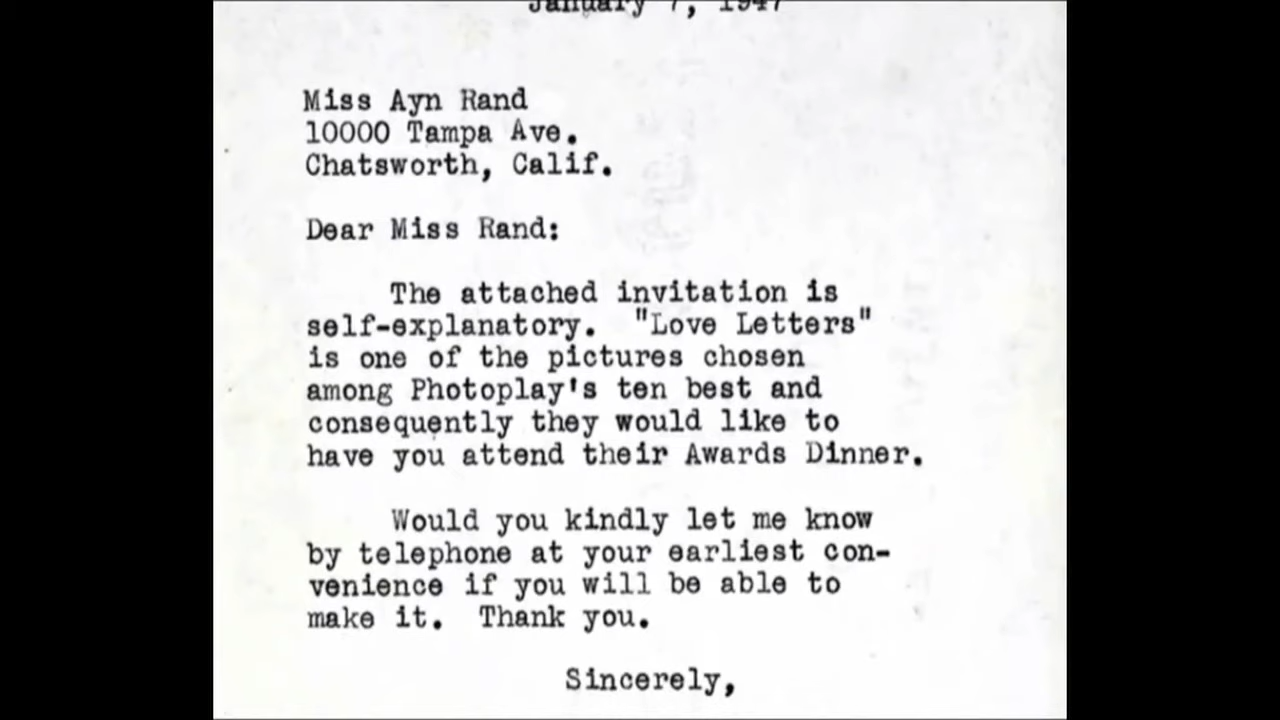 January 7, 1947
Miss Ayn Rand
10000 Tampa Ave.
Chatsworth, Calif.
Dear Miss Rand:
The attached invitation is
self-explanatory. "Love Letters"
is one of the pictures chosen
among Photoplay's ten best and
consequently they would like to
have you attend their Awards Dinner.
Would you kindly let me know
by telephone at your earliest con-
venience if you will be able to
make it. Thank you.
Sincerely,